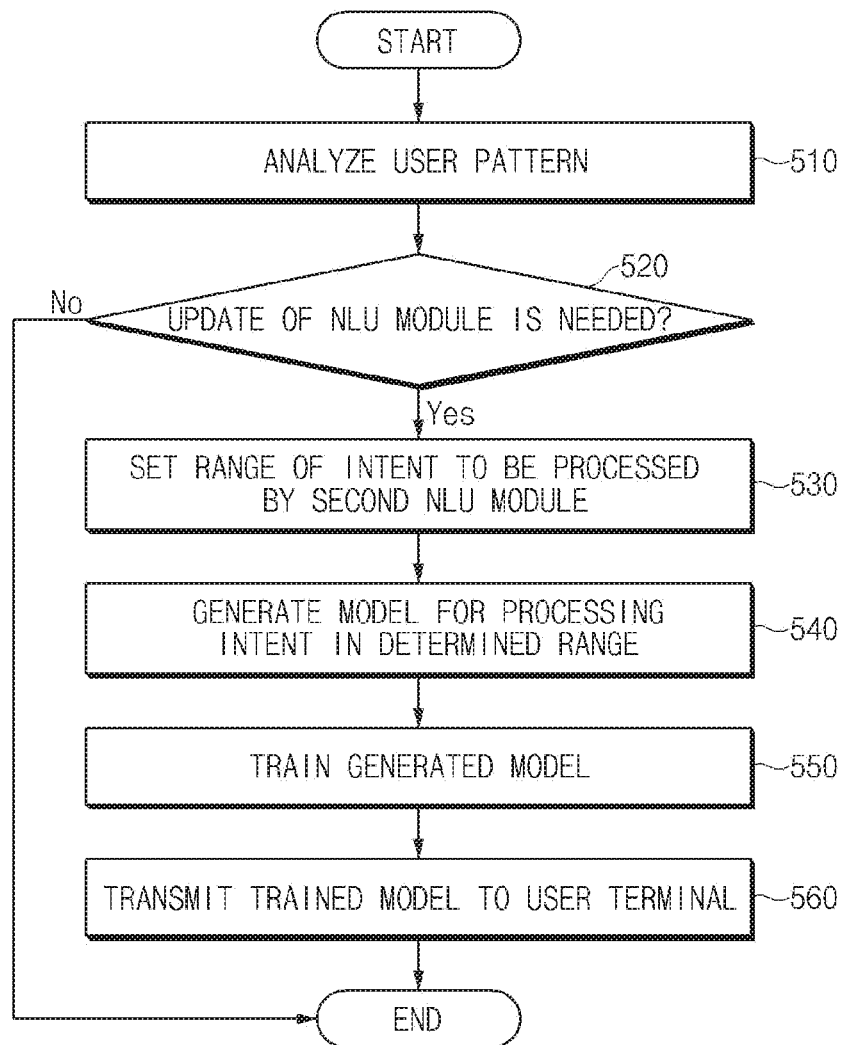 START
ANALYZE USER PATTERN
510
520
No
UPDATE OF NLU MODULE IS NEEDED?
Yes
SET RANGE OF INTENT TO BE PROCESSED
BY SECOND NLU MODULE
530
GENERATE MODEL FOR PROCESSING
INTENT IN DETERMINED RANGE
540
TRAIN GENERATED MODEL
550
TRANSMIT TRAINED MODEL TO USER TERMINAL
560
END